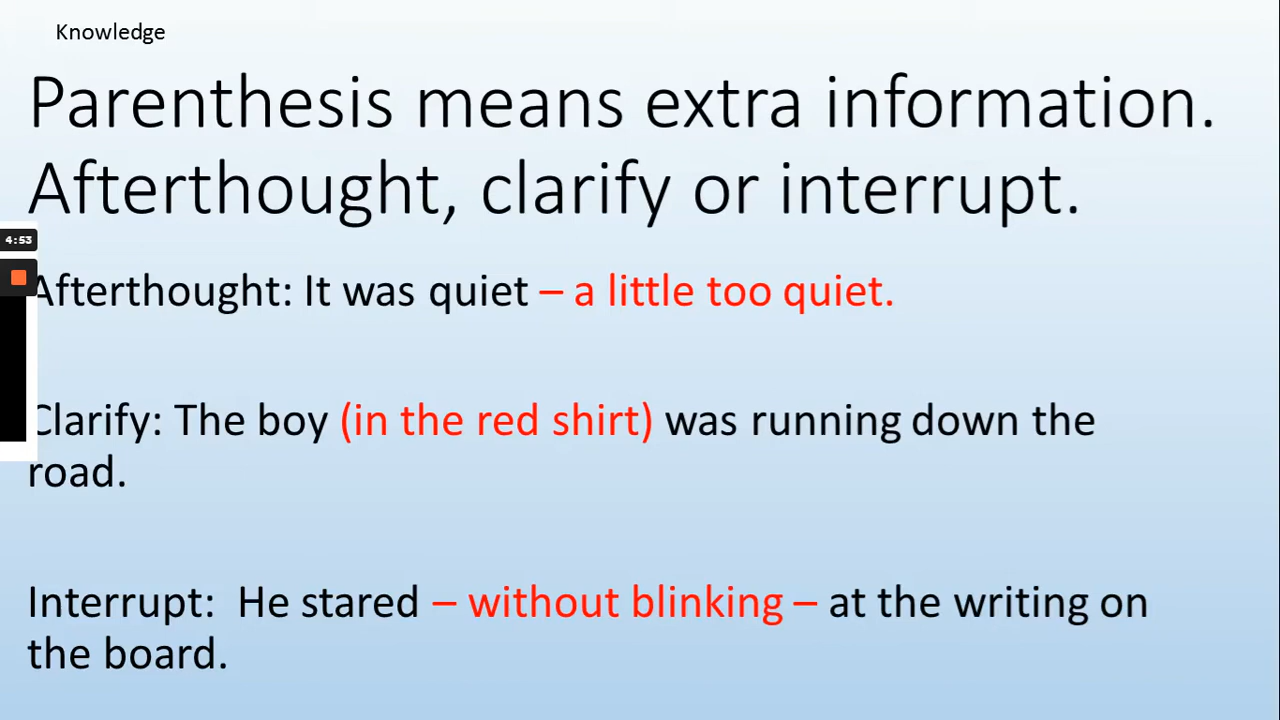 Knowledge
Parenthesis means extra information.
Afterthought, clarify or interrupt.
4:53
Afterthought: It was quiet – a little too quiet.
Clarify: The boy (in the red shirt) was running down the
road.
Interrupt:  He stared – without blinking – at the writing on
the board.